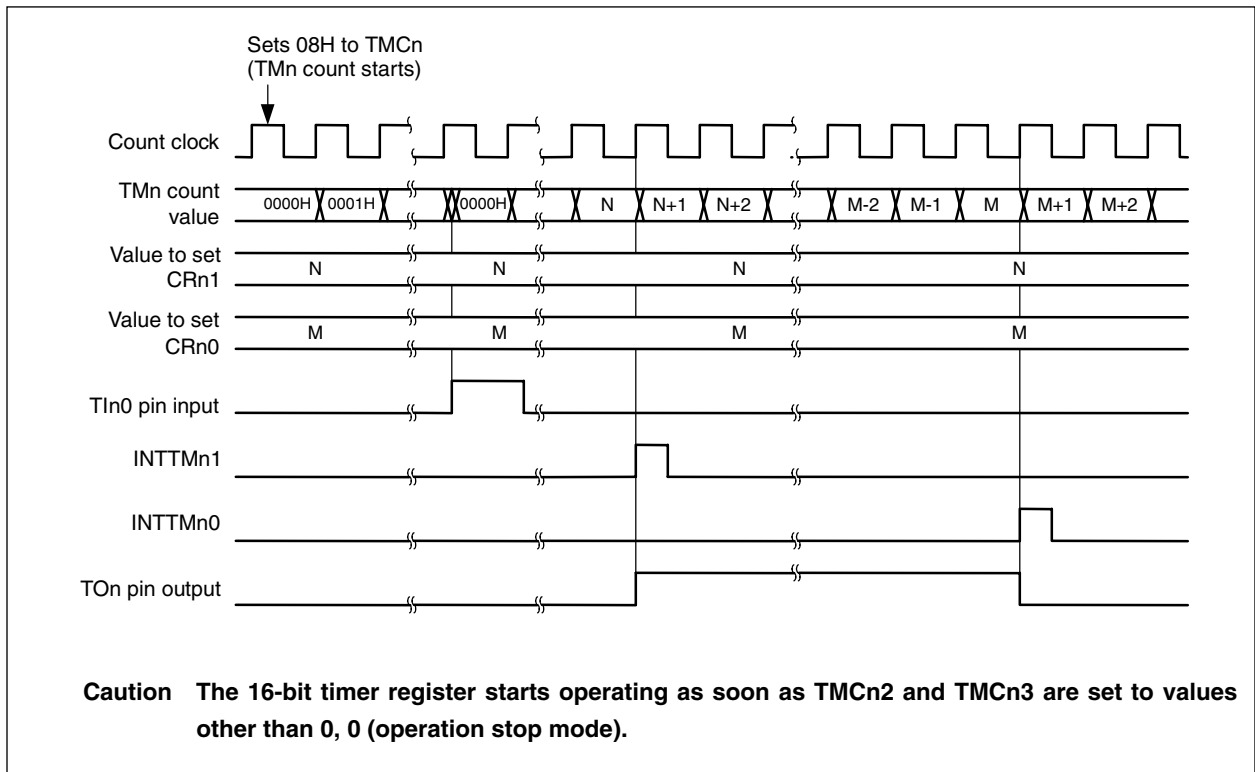 Sets 08H to TMCn
(TMn count starts)
Count clock
TMn count
value
0000H 0001H 0000H N N+1 N+2 M-2 M-1 M M+1 M+2
Value to set
CRn1
N N N N
Value to set
CRn0
M M M M
TIn0 pin input
INTTMn1
INTTMn0
TOn pin output
Caution The 16-bit timer register starts operating as soon as TMCn2 and TMCn3 are set to values
other than 0, 0 (operation stop mode).